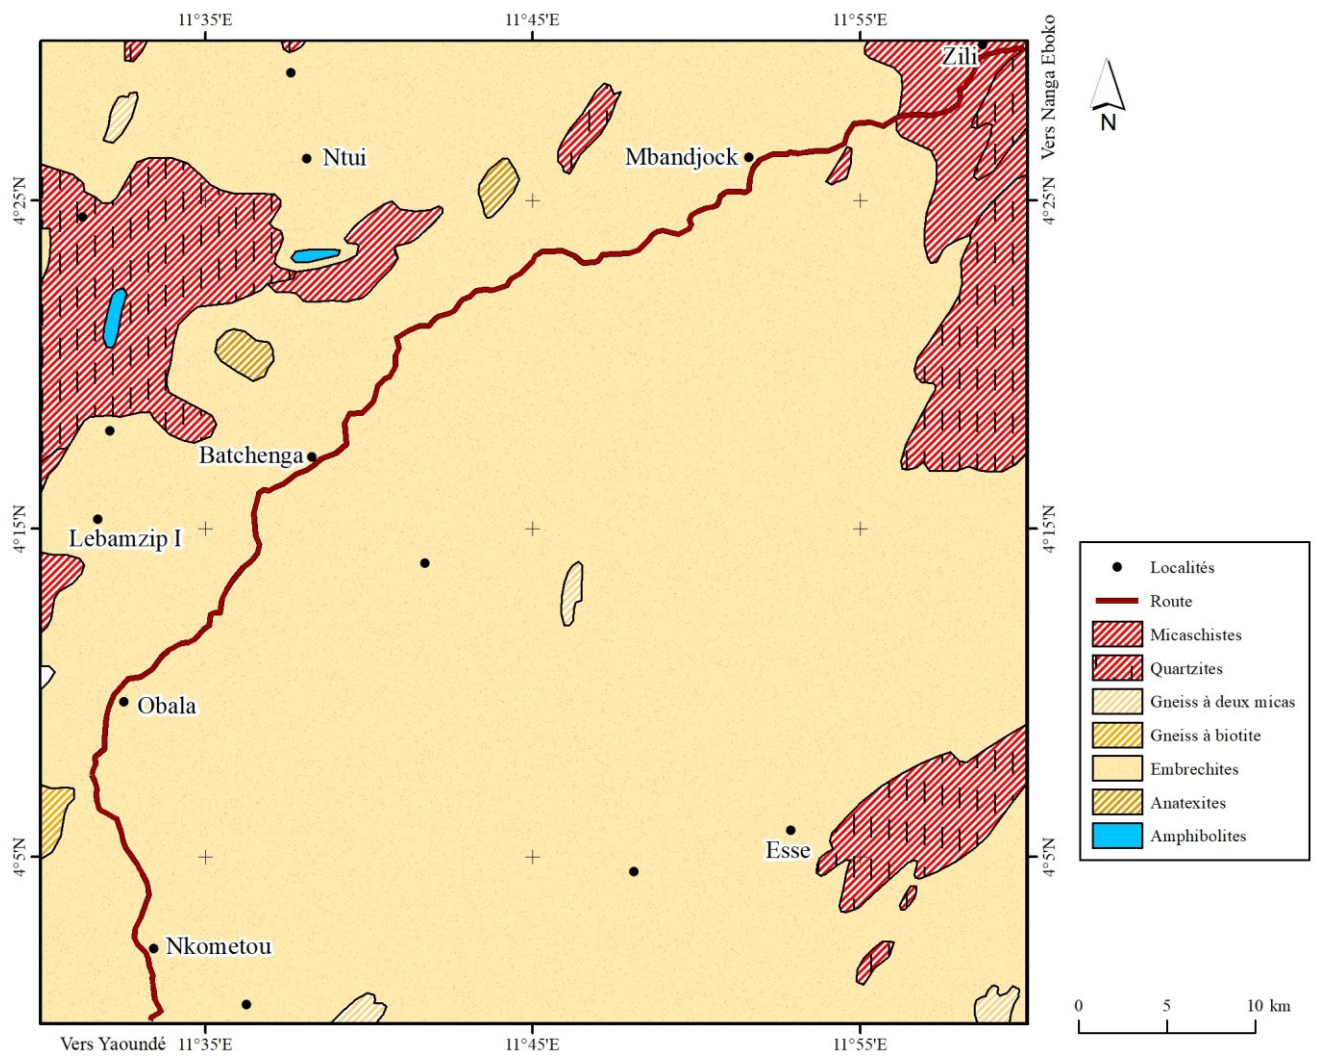 11°35'E
11°45'E
11°55'E
Vers Nanga Eboko
Zili
N
Ntui
Mbandjock
4°25'N
4°25'N
Batchenga
4°15'N
4°15'N
Lebamzip I
Localités
Route
Micaschistes
Quartzites
Gneiss à deux micas
Gneiss à biotite
Embrechites
Anatexites
Amphibolites
Obala
4°5'N
4°5'N
Esse
Nkometou
0 5 10 km
Vers Yaoundé
11°35'E
11°45'E
11°55'E